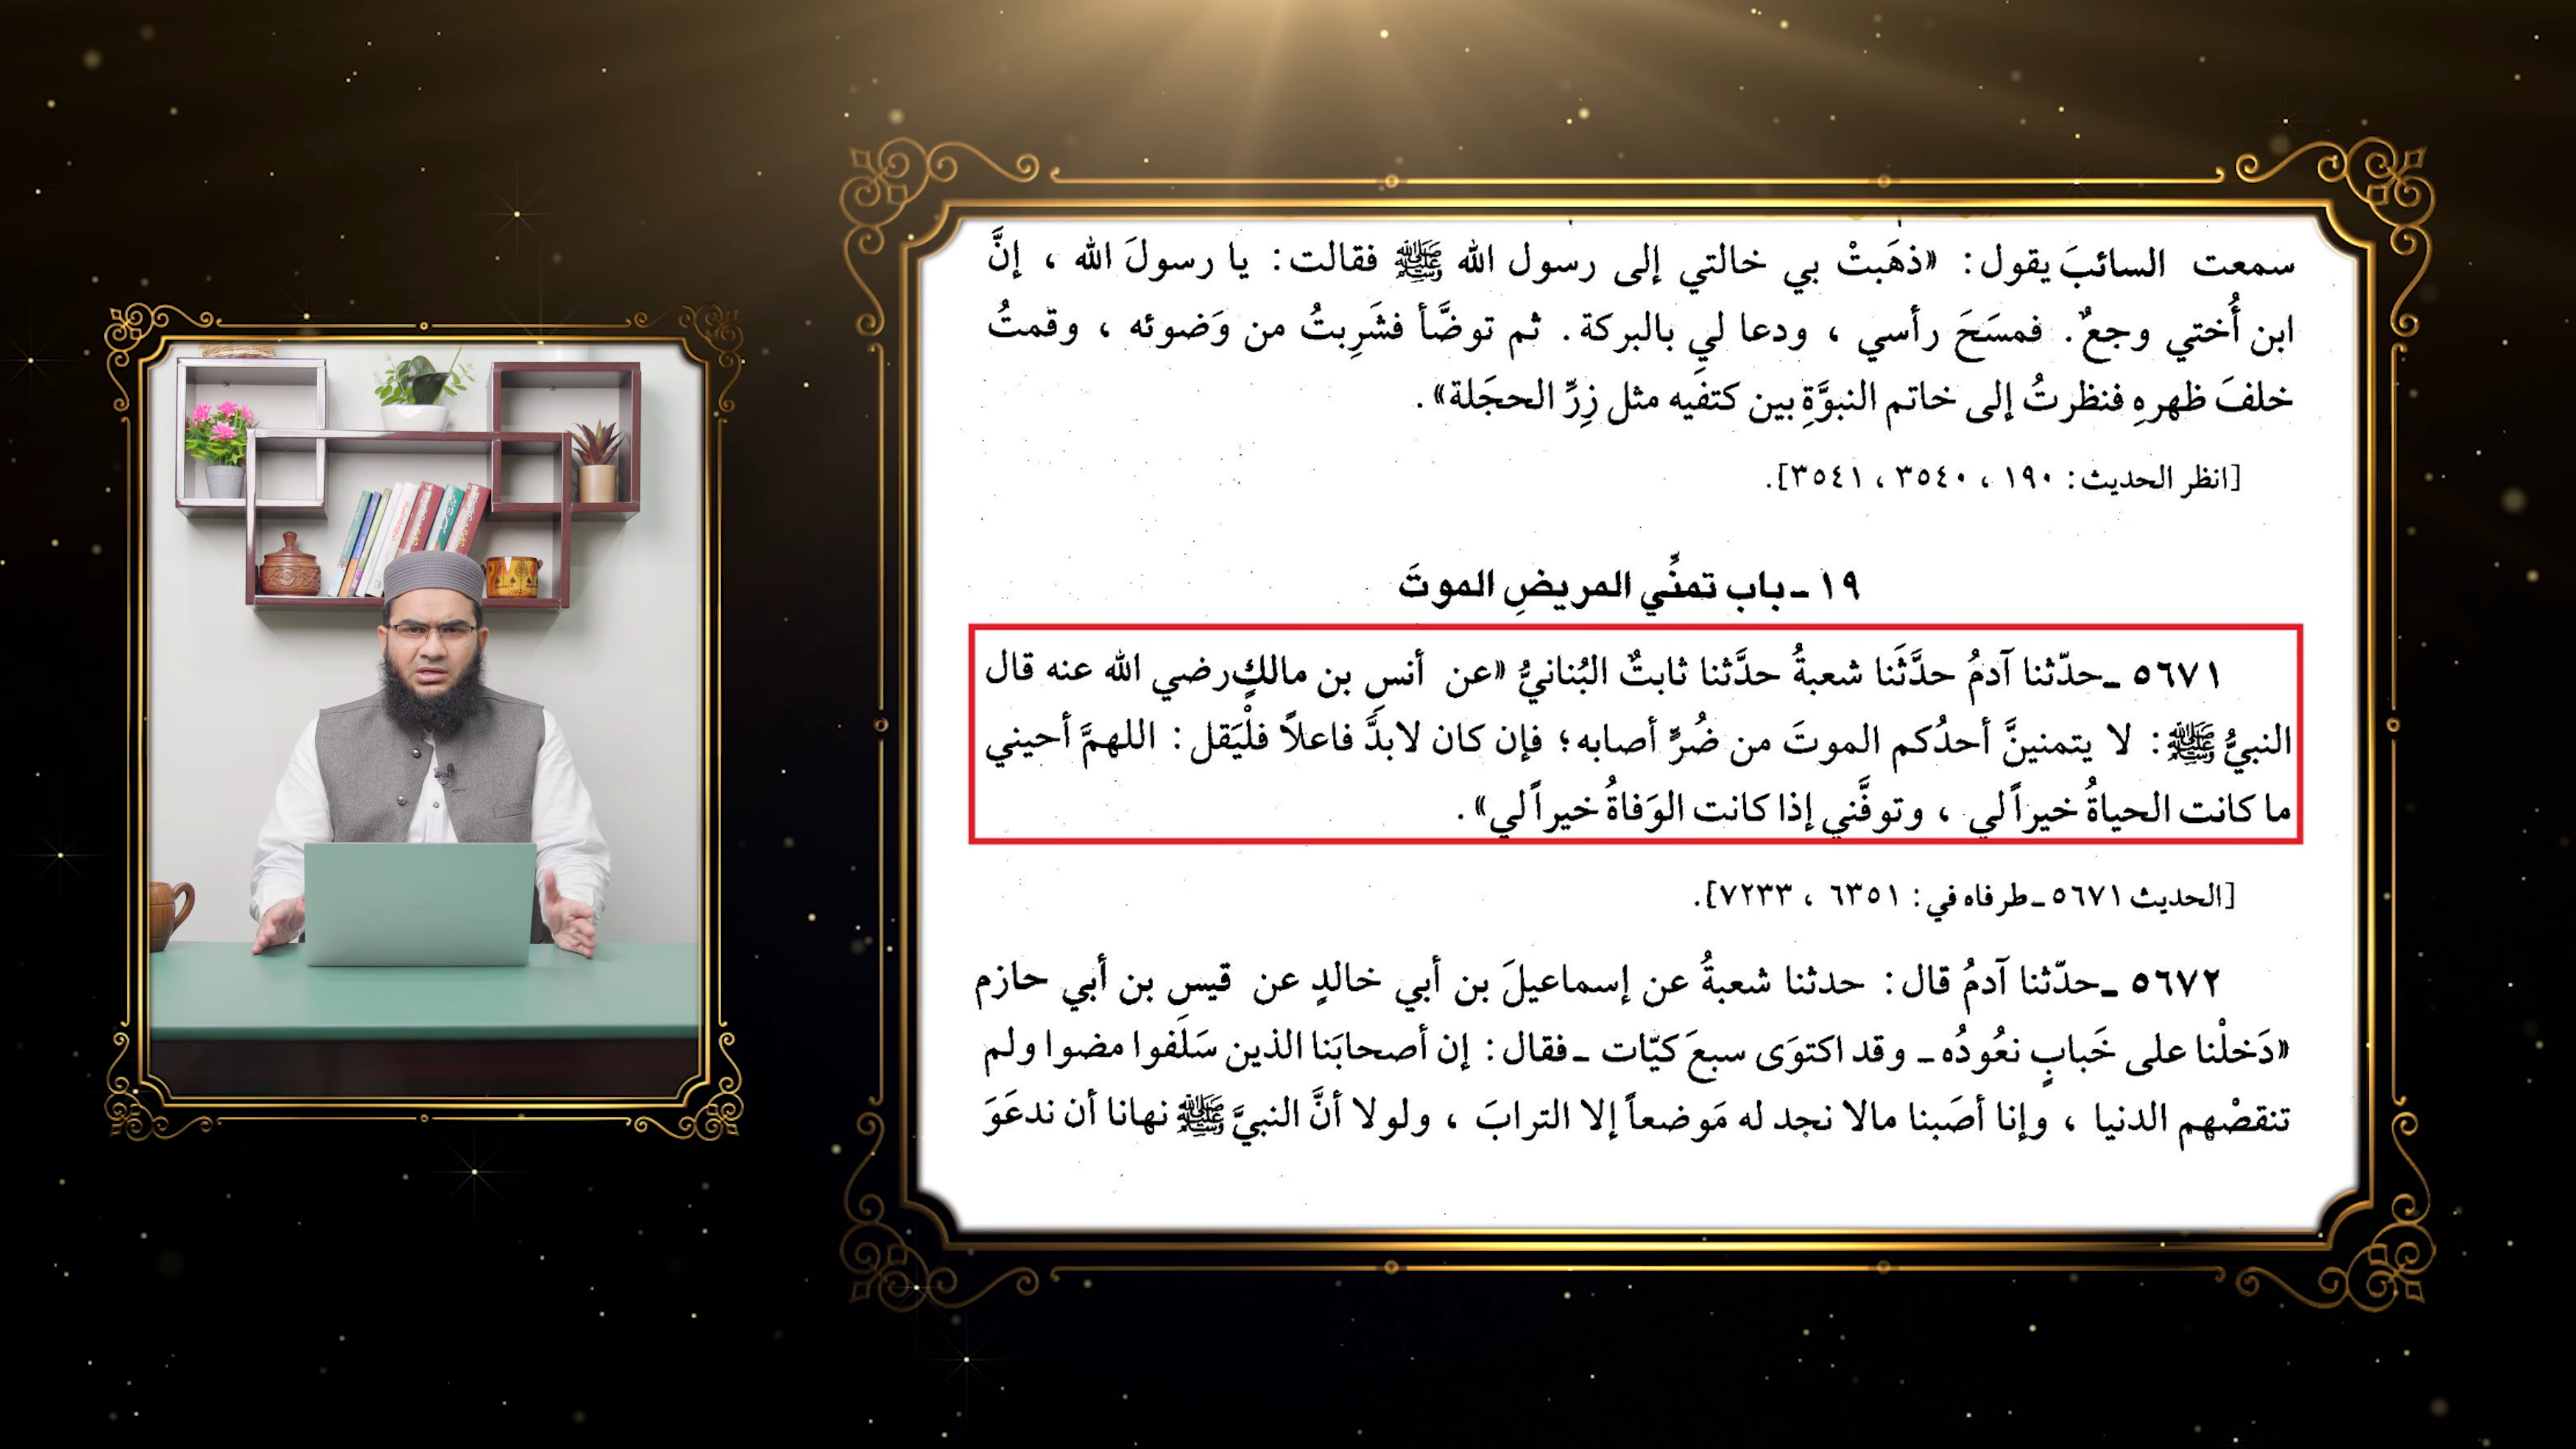 سمعت السائبَ يقول: «ذهَبتْ بي خالتي إلى رسول الله ﷺ فقالت: يا رسولَ الله ، إنَّ
ابن أُختي وجعٌ. فمسَحَ رأسي ، ودعا لي بالبركة. ثم توضَّأ فشَرِبتُ من وَضوئه ، وقمتُ
خلفَ ظهرهِ فنظرتُ إلى خاتم النبوَّةِ بين كتفَيه مثل زِرِّ الحجَلة».
[انظر الحديث: ١٩٠ ، ٣٥٤٠ ، ٣٥٤١].
١٩ ـ باب تمنِّي المريضِ الموتَ
٥٦٧١ ـ حدّثنا آدمُ حدَّثَنا شعبةُ حدَّثنا ثابتٌ البُنانيُّ «عن أنسِ بن مالكٍ رضي الله عنه قال
النبيُّ ﷺ: لا يتمنينَّ أحدُكم الموتَ من ضُرٍّ أصابه؛ فإن كان لابدَّ فاعلاً فلْيَقل: اللهمَّ أحيني
ما كانت الحياةُ خيراً لي ، وتوفَّني إذا كانت الوَفاةُ خيراً لي».
[الحديث ٥٦٧١ ـ طرفاه في: ٦٣٥١ ، ٧٢٣٣].
٥٦٧٢ ـ حدّثنا آدمُ قال: حدثنا شعبةُ عن إسماعيلَ بن أبي خالدٍ عن قيسِ بن أبي حازم
«دَخلْنا على خَبابٍ نعُودُه ـ وقد اكتوَى سبعَ كيّات ـ فقال: إن أصحابَنا الذين سَلَفوا مضوا ولم
تنقصْهم الدنيا ، وإنا أصَبنا مالا نجد له مَوضعاً إلا الترابَ ، ولولا أنَّ النبيَّ ﷺ نهانا أن ندعَوَ